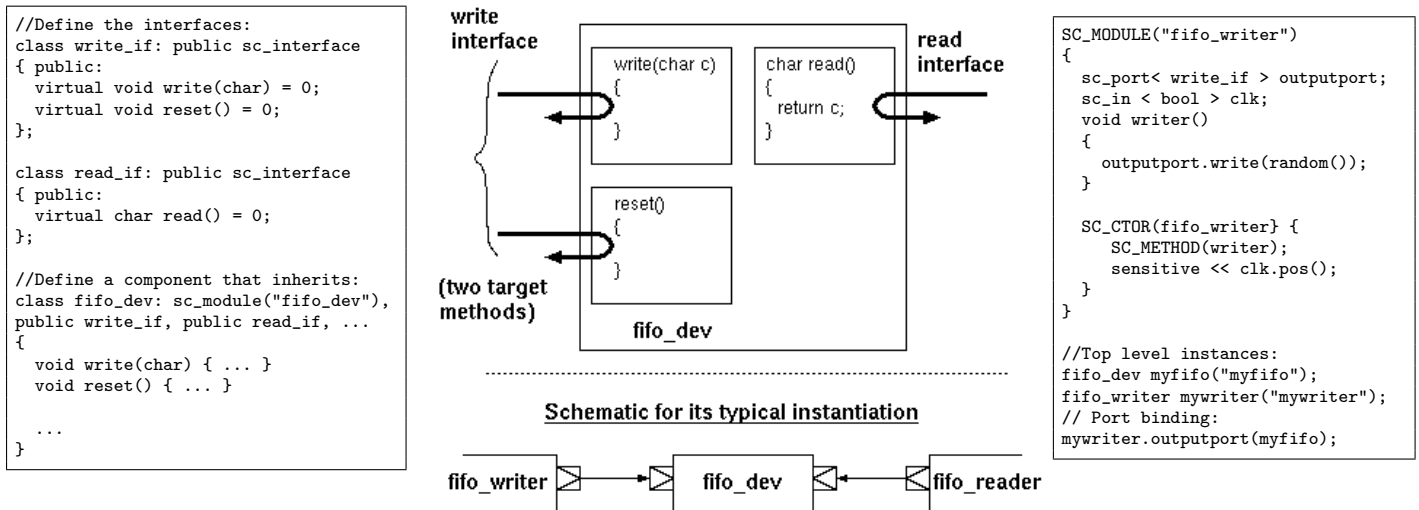 //Define the interfaces:
class write_if: public sc_interface
{ public:
  virtual void write(char) = 0;
  virtual void reset() = 0;
};

class read_if: public sc_interface
{ public:
  virtual char read() = 0;
};

//Define a component that inherits:
class fifo_dev: sc_module("fifo_dev"),
public write_if, public read_if, ...
{
  void write(char) { ... }
  void reset() { ... }

  ...
}
write
interface
write(char c)
{
}
char read()
{
return c;
}
read
interface
reset()
{
}
(two target
methods)
fifo_dev
Schematic for its typical instantiation
fifo_writer
fifo_dev
fifo_reader
SC_MODULE("fifo_writer")
{
  sc_port< write_if > outputport;
  sc_in < bool > clk;
  void writer()
  {
    outputport.write(random());
  }

  SC_CTOR(fifo_writer} {
     SC_METHOD(writer);
     sensitive << clk.pos();
  }
}

//Top level instances:
fifo_dev myfifo("myfifo");
fifo_writer mywriter("mywriter");
// Port binding:
mywriter.outputport(myfifo);